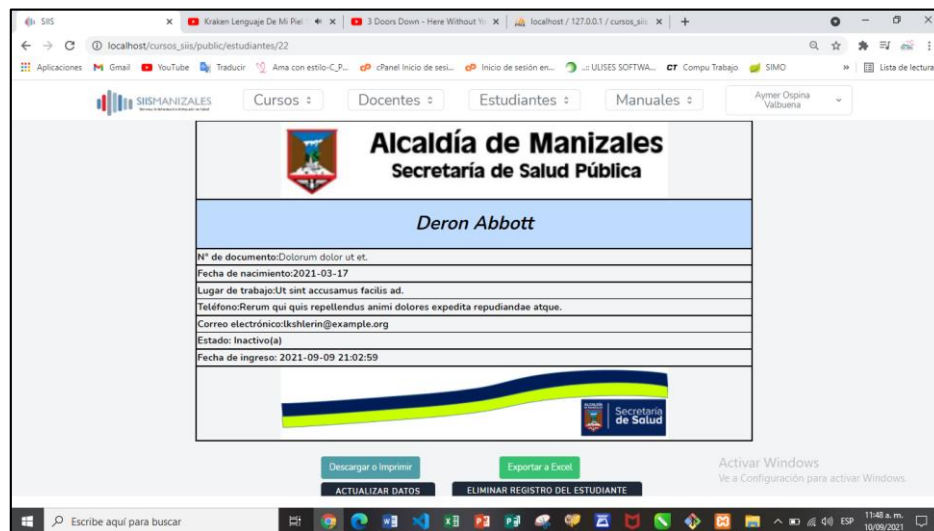 SIIS
Kraken Lenguaje De Mi Piel
3 Doors Down - Here Without Yo
localhost / 127.0.0.1 / cursos_siis
localhost/cursos_siis/public/estudiantes/22
Aplicaciones Gmail YouTube Traducir Ama con estilo-C_P... cPanel Inicio de sesi... Inicio de sesión en... ..:: ULISES SOFTWA... CT Compu Trabajo SIMO » Lista de lectura
SIISMANIZALES Cursos Docentes Estudiantes Manuales Aymer Ospina
Valbuena
Alcaldía de Manizales
Secretaría de Salud Pública
Deron Abbott
N° de documento:Dolorum dolor ut et.
Fecha de nacimiento:2021-03-17
Lugar de trabajo:Ut sint accusamus facilis ad.
Teléfono:Rerum qui quis repellendus animi dolores expedita repudiandae atque.
Correo electrónico:lkshlerin@example.org
Estado: Inactivo(a)
Fecha de ingreso: 2021-09-09 21:02:59
Secretaría
de Salud
Descargar o Imprimir Exportar a Excel
ACTUALIZAR DATOS ELIMINAR REGISTRO DEL ESTUDIANTE
Activar Windows
Ve a Configuración para activar Windows.
Escribe aquí para buscar
ESP
11:48 a. m.
10/09/2021